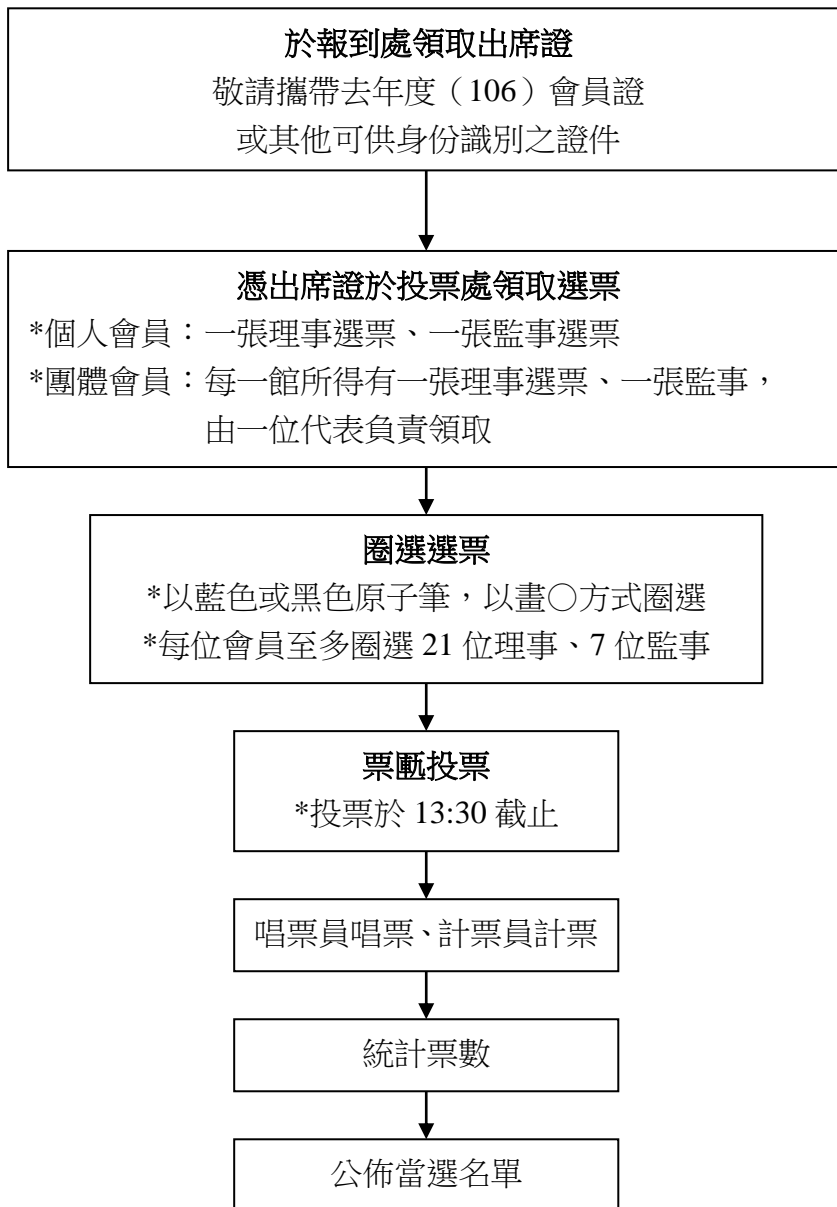 於報到處領取出席證
敬請攜帶去年度（106）會員證
或其他可供身份識別之證件
憑出席證於投票處領取選票
*個人會員：一張理事選票、一張監事選票
*團體會員：每一館所得有一張理事選票、一張監事，
由一位代表負責領取
圈選選票
*以藍色或黑色原子筆，以畫○方式圈選
*每位會員至多圈選 21 位理事、7 位監事
票匭投票
*投票於 13:30 截止
唱票員唱票、計票員計票
統計票數
公佈當選名單